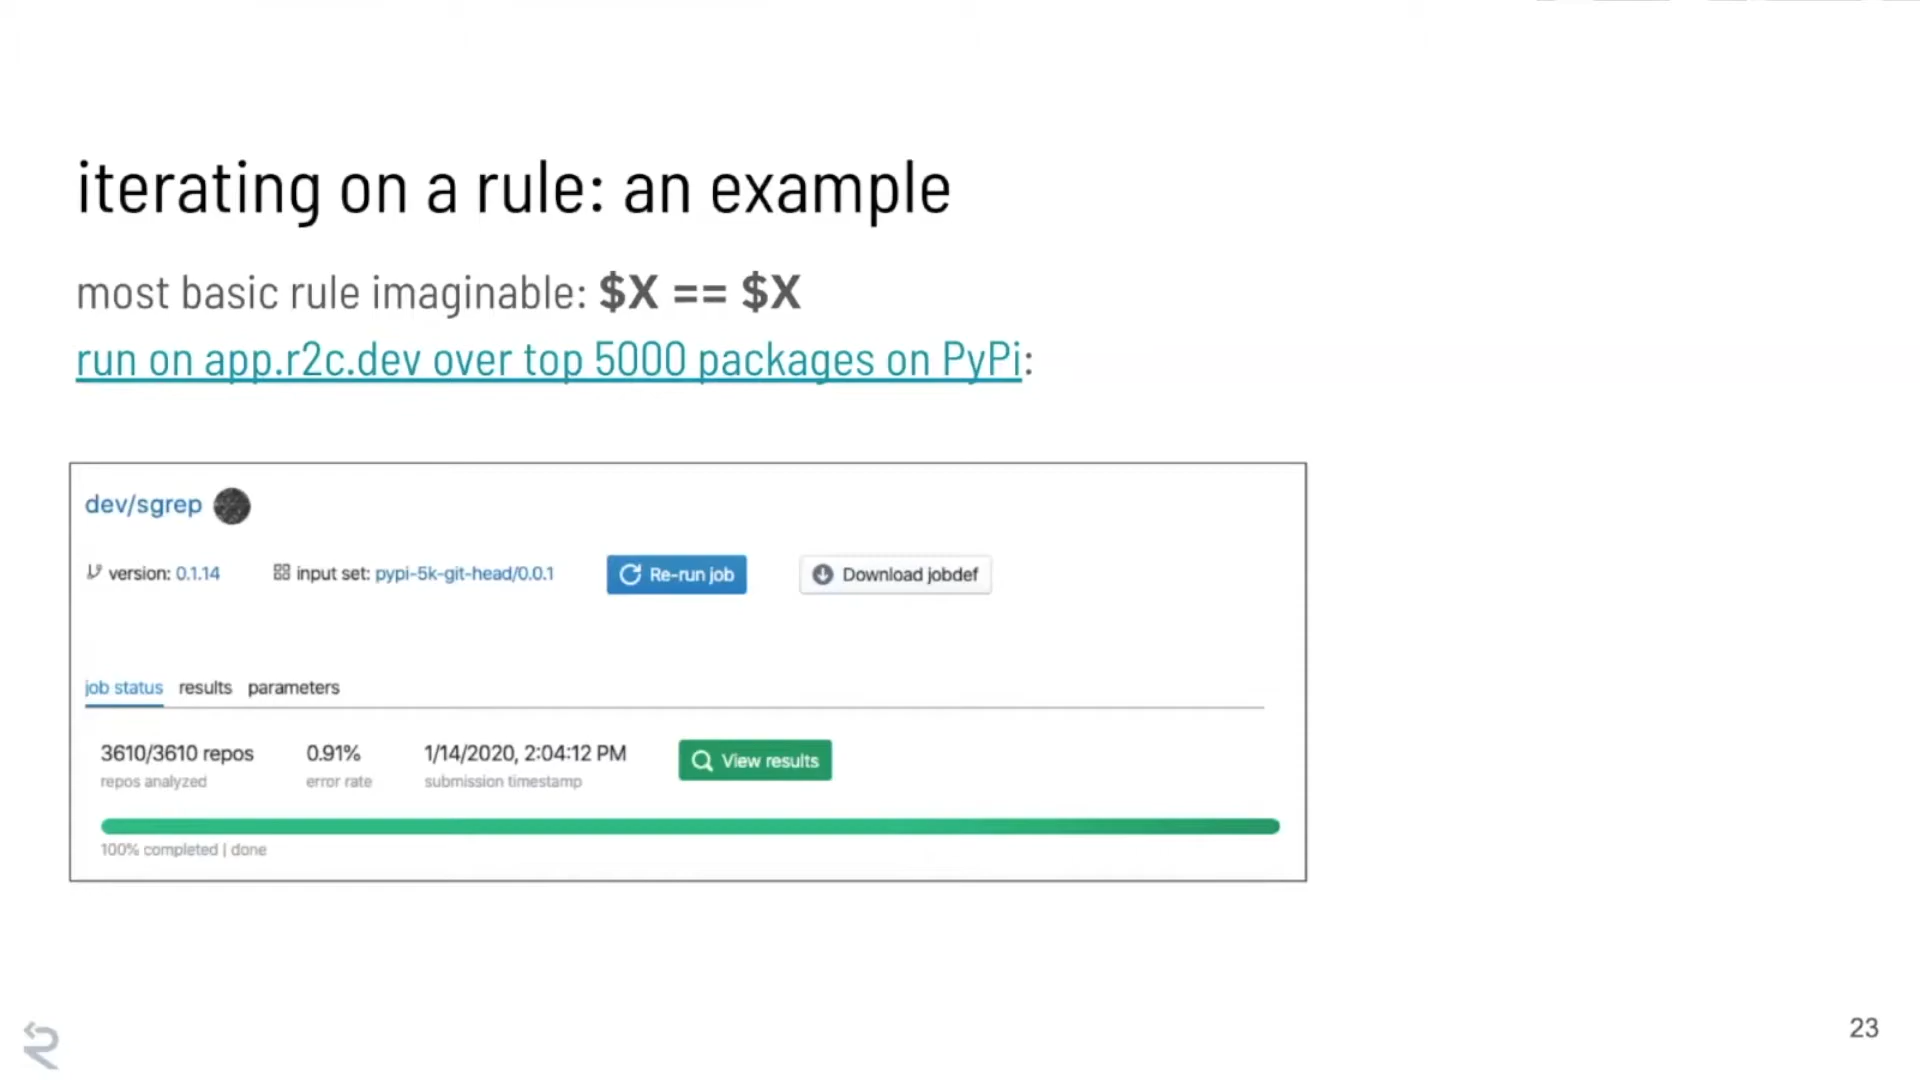 iterating on a rule: an example
most basic rule imaginable: $X == $X
run on app.r2c.dev over top 5000 packages on PyPi:
dev/sgrep
version: 0.1.14 input set: pypi-5k-git-head/0.0.1 Re-run job Download jobdef
job status results parameters
3610/3610 repos 0.91% 1/14/2020, 2:04:12 PM View results
repos analyzed error rate submission timestamp
100% completed | done
23